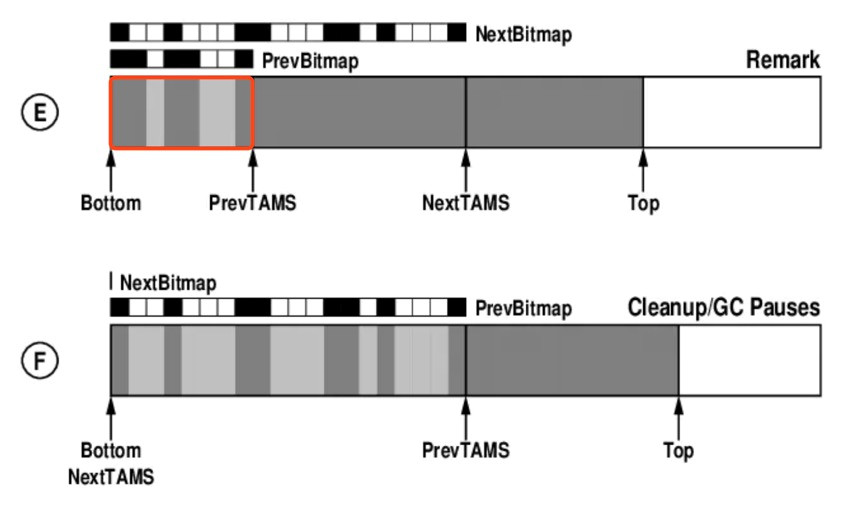 NextBitmap
PrevBitmap
Remark
E
Bottom
PrevTAMS
NextTAMS
Top
NextBitmap
PrevBitmap
Cleanup/GC Pauses
F
Bottom
NextTAMS
PrevTAMS
Top